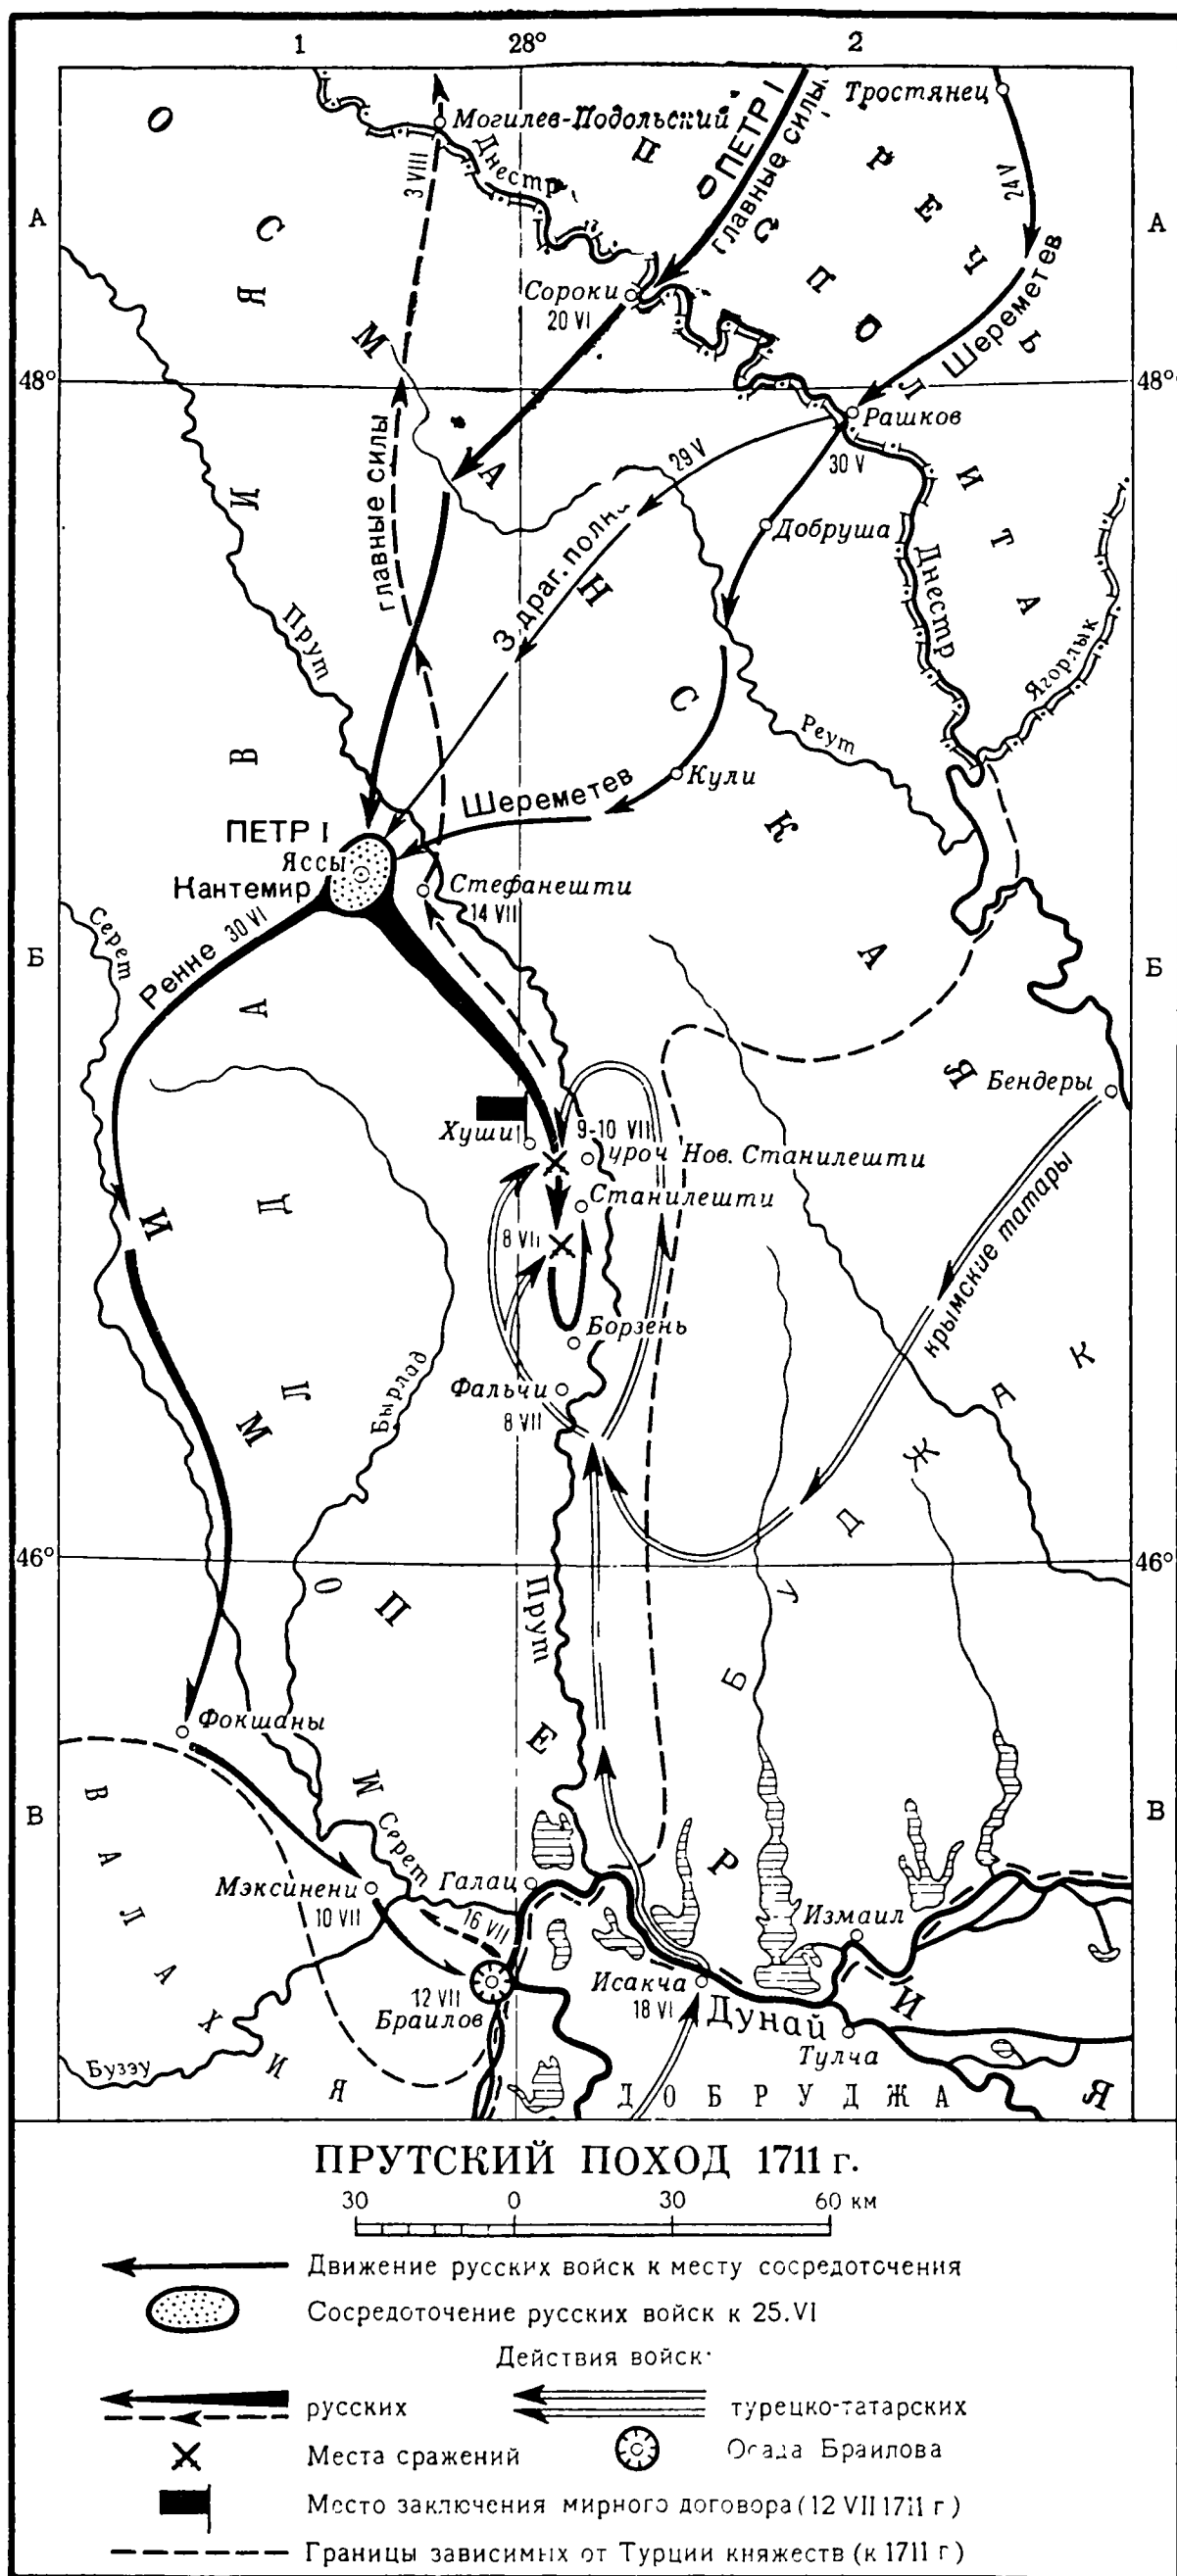 1 28° 2
Тростянец
Могилев-Подольский
ПЕТР I
главные силы
Днестр
3 VIII
24 V
А А
Сороки
20 VI
Шереметев
48° 48°
Рашков
30 V
29 V
главные силы
Добруша
3 драг. полка
Днестр
Ягорлык
Прут
Реут
Кули
Шереметев
ПЕТР I
Яссы
Кантемир
Стефанешти
14 VII
Ренне 30 VI
Серет
Б Б
Бендеры
Хуши
9-10 VII
уроч Нов. Станилешти
Станилешти
8 VII
крымские татары
Борзень
Фальчи
8 VII
Бырлад
46° 46°
Прут
Фокшаны
В В
Серет
Мэксинени
10 VII
Галац
16 VII
Измаил
Исакча
18 VI
12 VII
Браилов
Дунай
Тулча
Бузэу
ОСМАНСКАЯ ИМПЕРИЯ
РЕЧЬ ПОСПОЛИТА
МОЛДАВИЯ
БУДЖАК
ВАЛАХИЯ
ДОБРУДЖА
ПРУТСКИЙ ПОХОД 1711 г.
30 0 30 60 км
Движение русских войск к месту сосредоточения
Сосредоточение русских войск к 25.VI
Действия войск:
русских турецко-татарских
Места сражений Осада Браилова
Место заключения мирного договора (12 VII 1711 г)
Границы зависимых от Турции княжеств (к 1711 г)